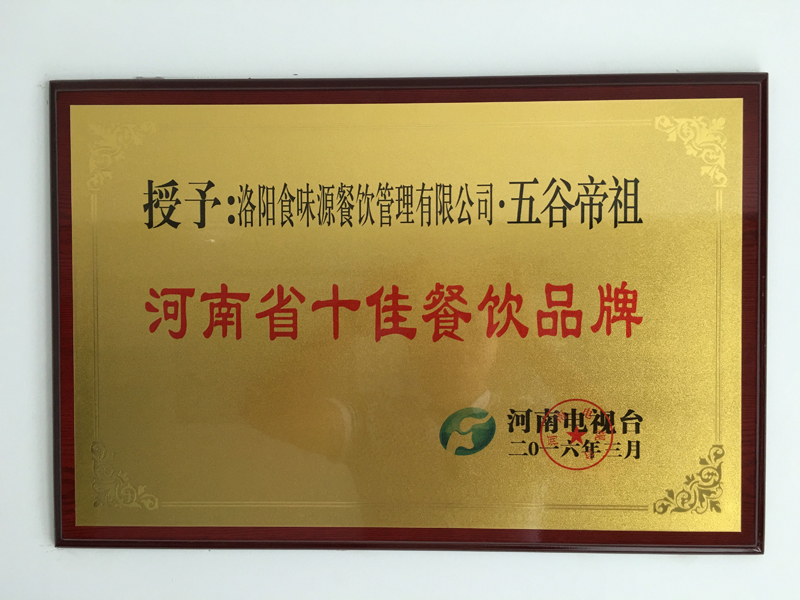 授予:洛阳食味源餐饮管理有限公司·五谷帝祖
河南省十佳餐饮品牌
河南电视台
二0一六年三月